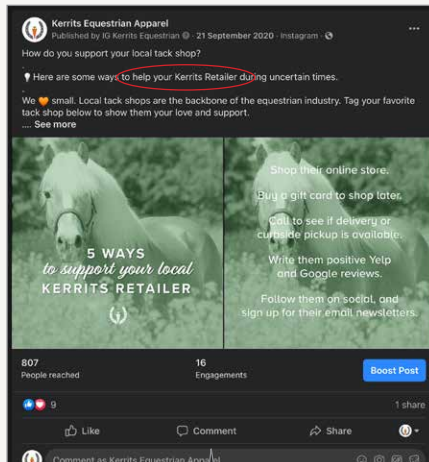 Kerrits Equestrian Apparel
Published by IG Kerrits Equestrian · 21 September 2020 · Instagram ·
How do you support your local tack shop?
.
Here are some ways to help your Kerrits Retailer during uncertain times.
.
We 🧡 small. Local tack shops are the backbone of the equestrian industry. Tag your favorite
tack shop below to show them your love and support.
.... See more
5 WAYS
to support your local
KERRITS RETAILER
Shop their online store.
Buy a gift card to shop later.
Call to see if delivery or
curbside pickup is available.
Write them positive Yelp
and Google reviews.
Follow them on social, and
sign up for their email newsletters.
807
People reached
16
Engagements
Boost Post
9
1 share
Like
Comment
Share
Comment as Kerrits Equestrian Apparel